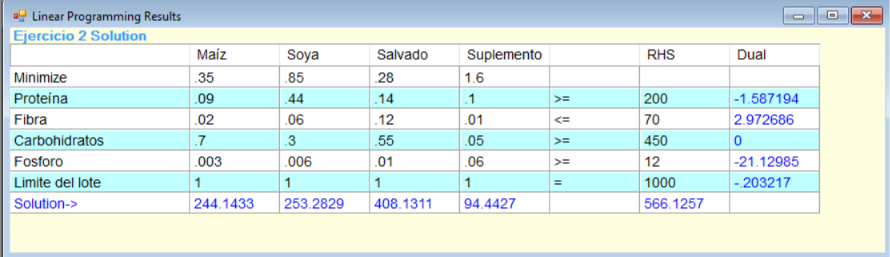 Linear Programming Results
Ejercicio 2 Solution
Maíz Soya Salvado Suplemento RHS Dual
Minimize .35 .85 .28 1.6
Proteína .09 .44 .14 .1 >= 200 -1.587194
Fibra .02 .06 .12 .01 <= 70 2.972686
Carbohidratos .7 .3 .55 .05 >= 450 0
Fosforo .003 .006 .01 .06 >= 12 -21.12985
Limite del lote 1 1 1 1 = 1000 -.203217
Solution-> 244.1433 253.2829 408.1311 94.4427 566.1257